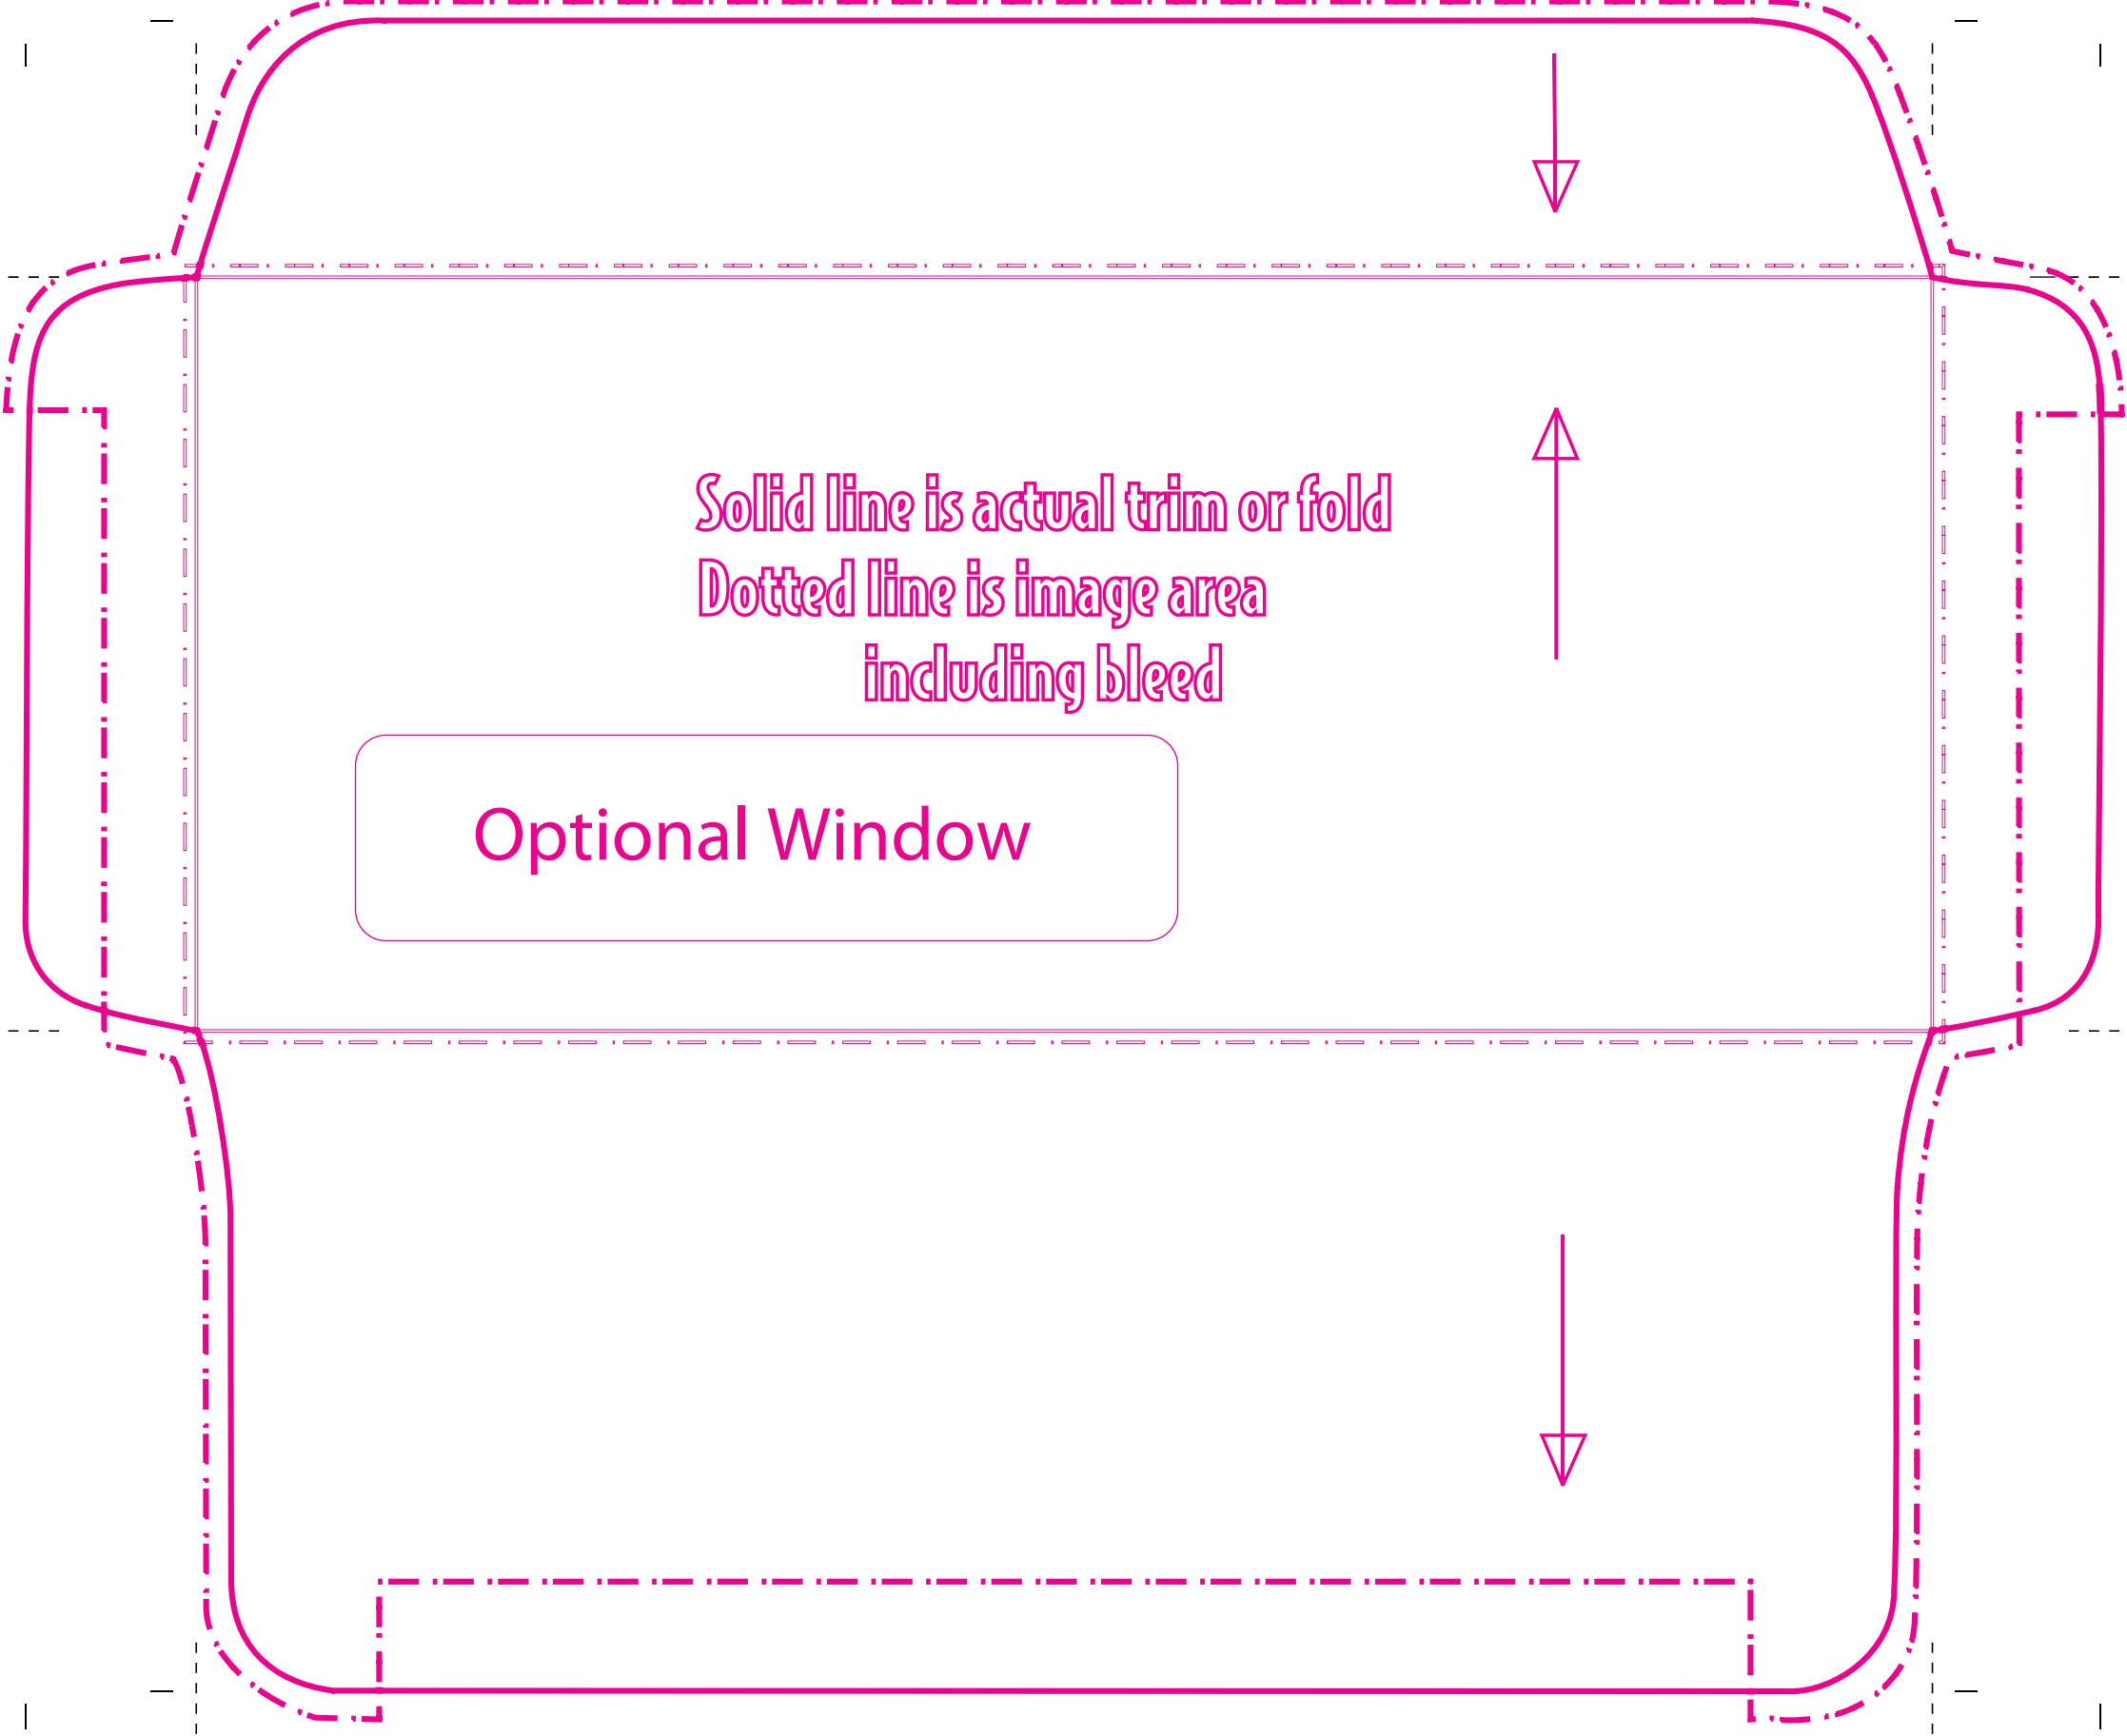 Solid line is actual trim or fold
Dotted line is image area
including bleed
Optional Window